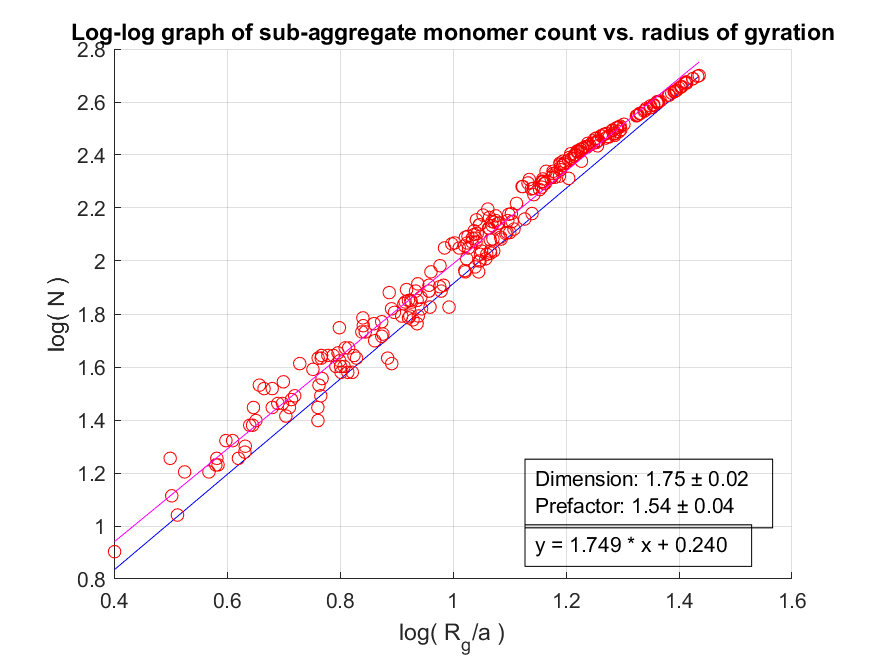 Log-log graph of sub-aggregate monomer count vs. radius of gyration
2.8
2.6
2.4
2.2
2
1.8
1.6
1.4
1.2
1
0.8
log( N )
Dimension: 1.75 ± 0.02
Prefactor: 1.54 ± 0.04
y = 1.749 * x + 0.240
0.4 0.6 0.8 1 1.2 1.4 1.6
log( R_g/a )